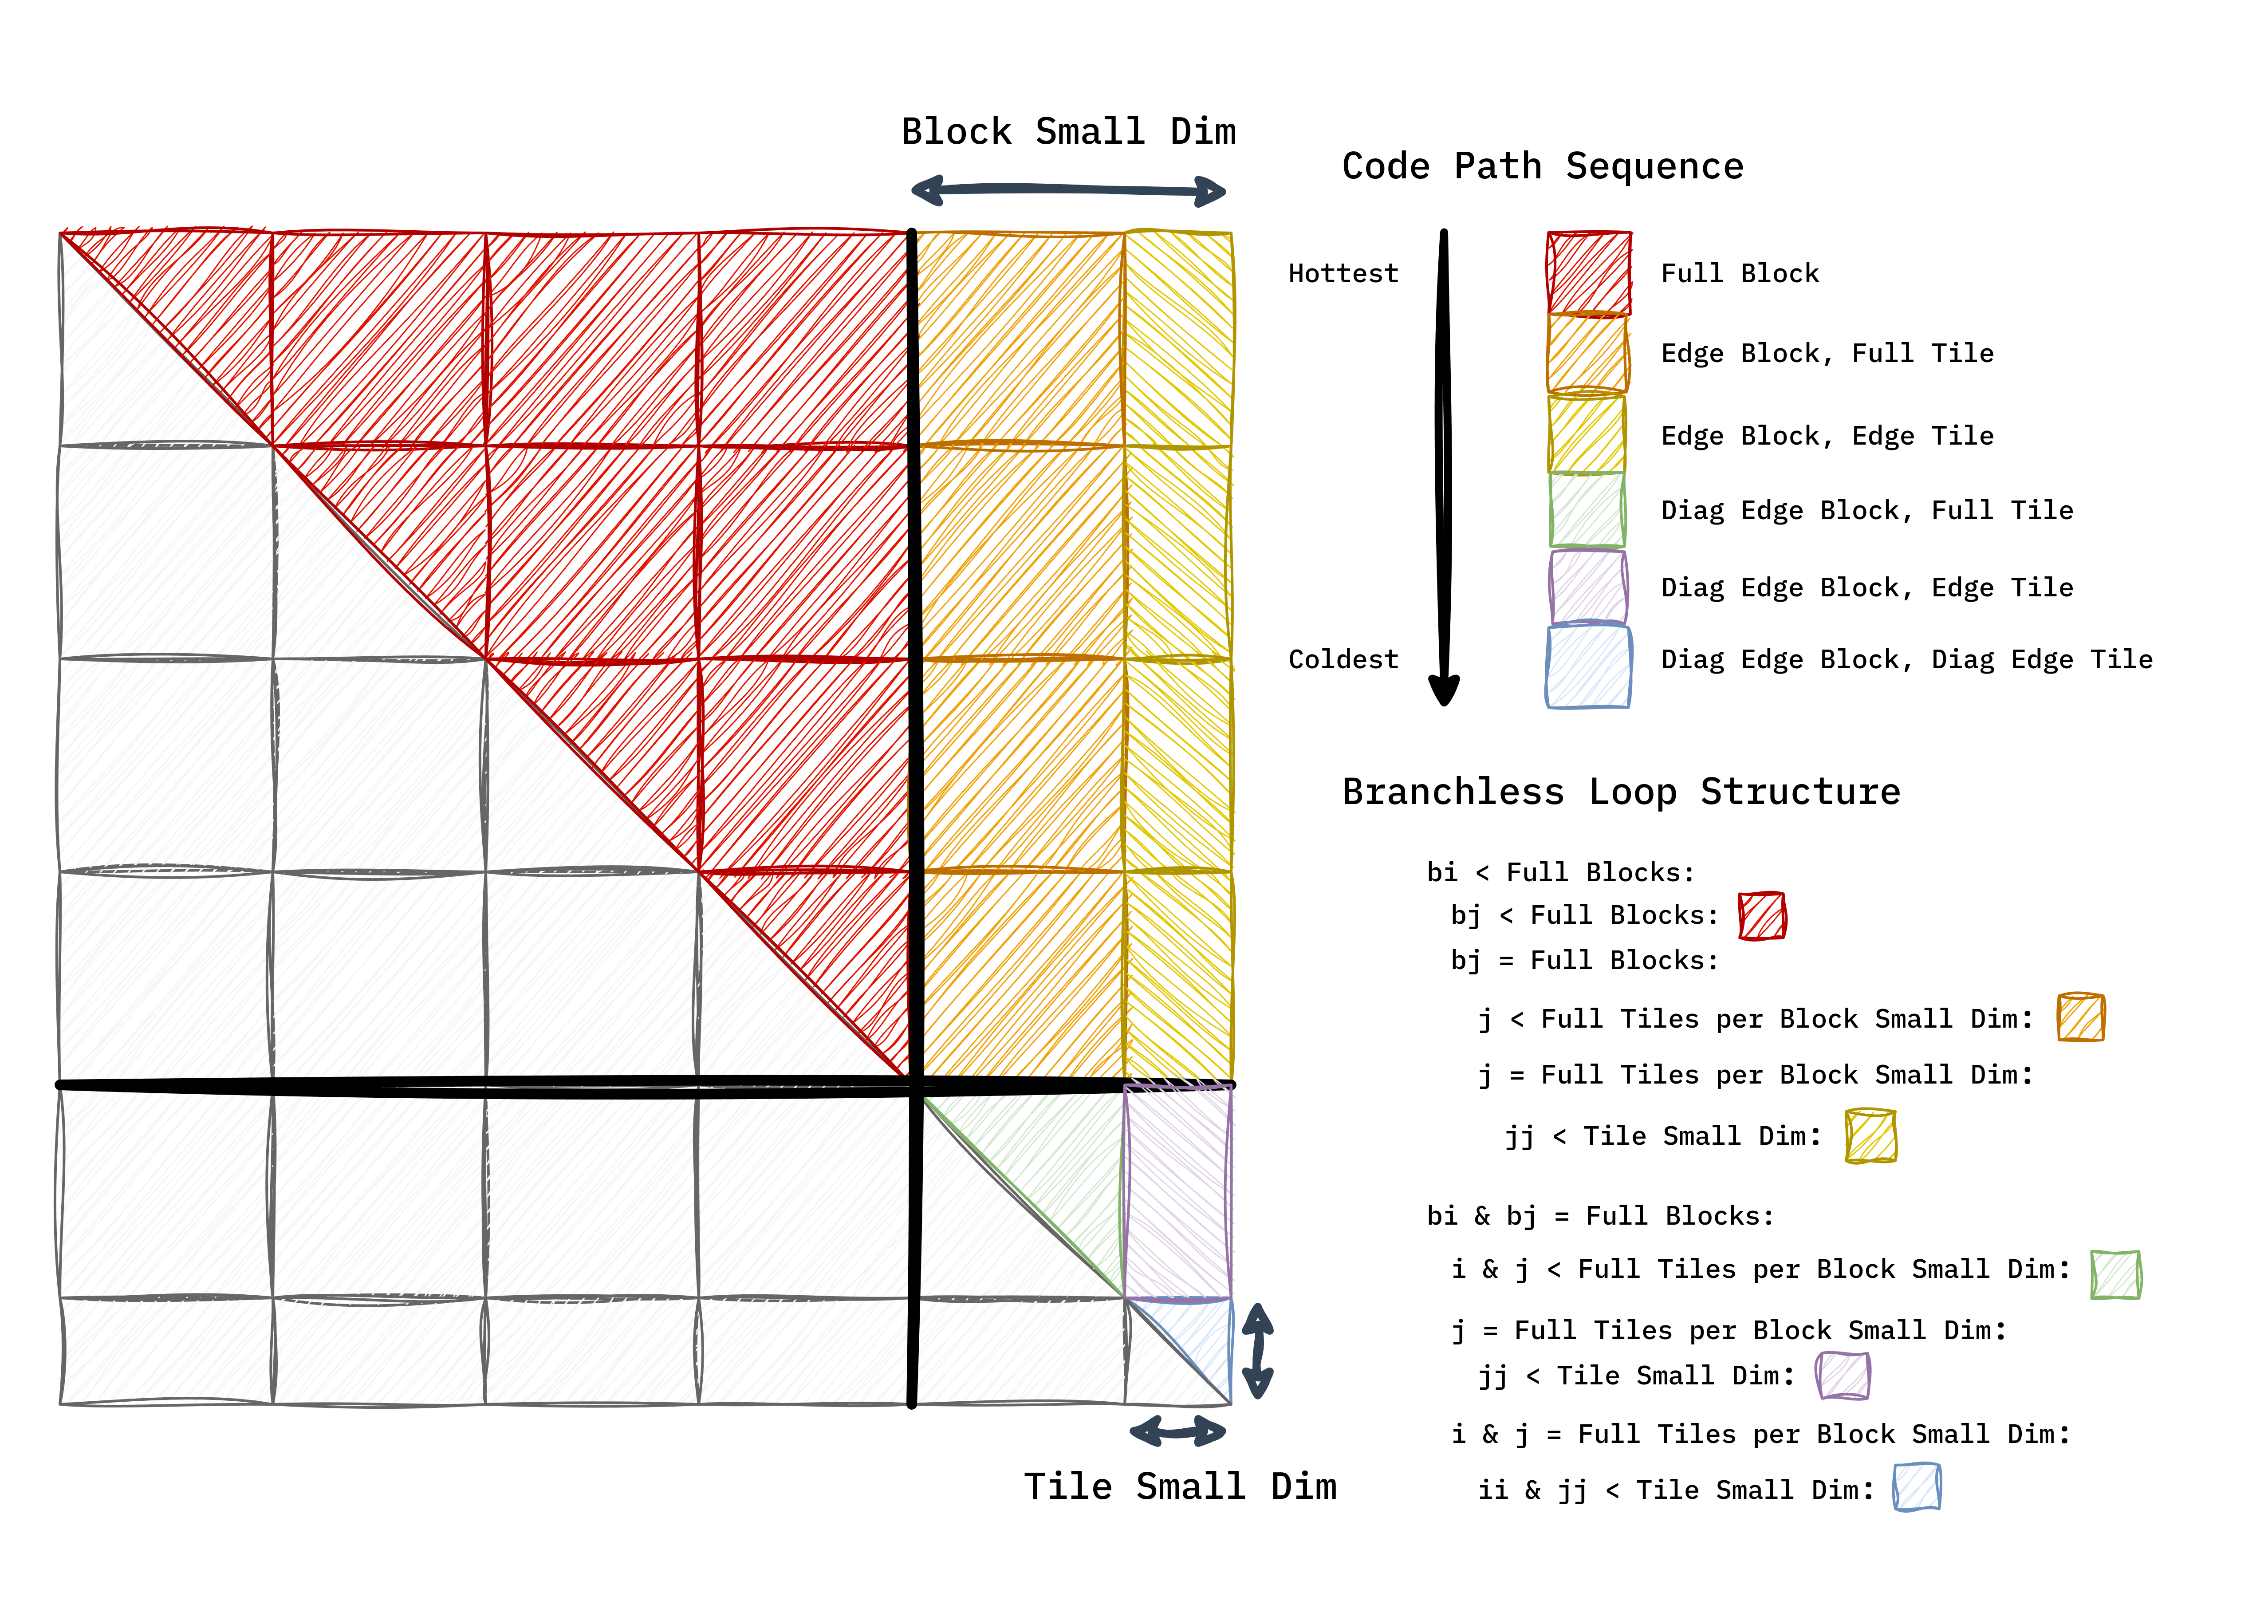 Block Small Dim
Code Path Sequence
Hottest
Full Block
Edge Block, Full Tile
Edge Block, Edge Tile
Diag Edge Block, Full Tile
Diag Edge Block, Edge Tile
Coldest
Diag Edge Block, Diag Edge Tile
Branchless Loop Structure
bi < Full Blocks:
bj < Full Blocks:
bj = Full Blocks:
j < Full Tiles per Block Small Dim:
j = Full Tiles per Block Small Dim:
jj < Tile Small Dim:
bi & bj = Full Blocks:
i & j < Full Tiles per Block Small Dim:
j = Full Tiles per Block Small Dim:
jj < Tile Small Dim:
i & j = Full Tiles per Block Small Dim:
ii & jj < Tile Small Dim:
Tile Small Dim